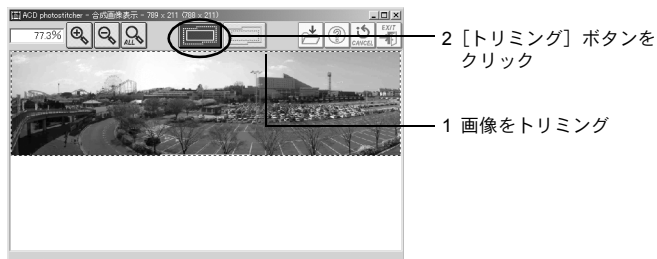 ACD photostitcher - 合成画像表示 - 789 x 211 (788 x 211)
77.3%
ALL
CANCEL
EXIT
2［トリミング］ボタンを
クリック
1 画像をトリミング